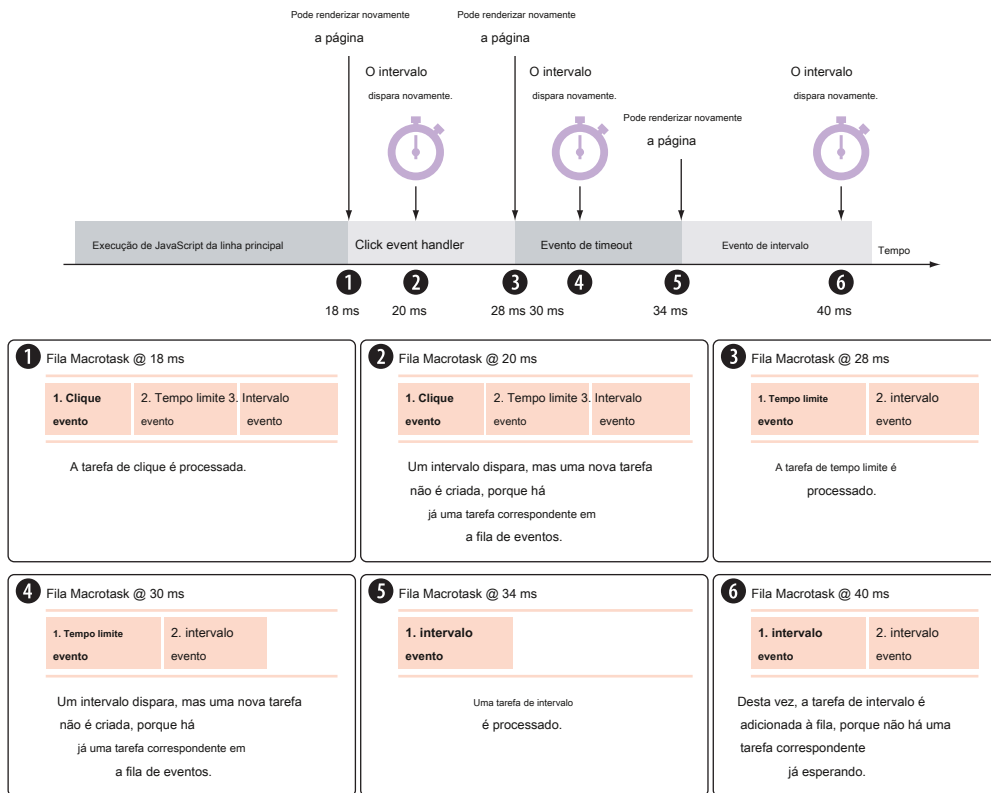 Pode renderizar novamente
a página
Pode renderizar novamente
a página
O intervalo
dispara novamente.
O intervalo
dispara novamente.
O intervalo
dispara novamente.
Pode renderizar novamente
a página
Execução de JavaScript da linha principal
Click event handler
Evento de timeout
Evento de intervalo
Tempo
1
2
3
4
5
6
18 ms
20 ms
28 ms 30 ms
34 ms
40 ms
1 Fila Macrotask @ 18 ms
1. Clique
evento
2. Tempo limite 3. Intervalo
evento
evento
A tarefa de clique é processada.
2 Fila Macrotask @ 20 ms
1. Clique
evento
2. Tempo limite 3. Intervalo
evento
evento
Um intervalo dispara, mas uma nova tarefa
não é criada, porque há
já uma tarefa correspondente em
a fila de eventos.
3 Fila Macrotask @ 28 ms
1. Tempo limite
evento
2. intervalo
evento
A tarefa de tempo limite é
processado.
4 Fila Macrotask @ 30 ms
1. Tempo limite
evento
2. intervalo
evento
Um intervalo dispara, mas uma nova tarefa
não é criada, porque há
já uma tarefa correspondente em
a fila de eventos.
5 Fila Macrotask @ 34 ms
1. intervalo
evento
Uma tarefa de intervalo
é processado.
6 Fila Macrotask @ 40 ms
1. intervalo
evento
2. intervalo
evento
Desta vez, a tarefa de intervalo é
adicionada à fila, porque não há uma
tarefa correspondente
já esperando.